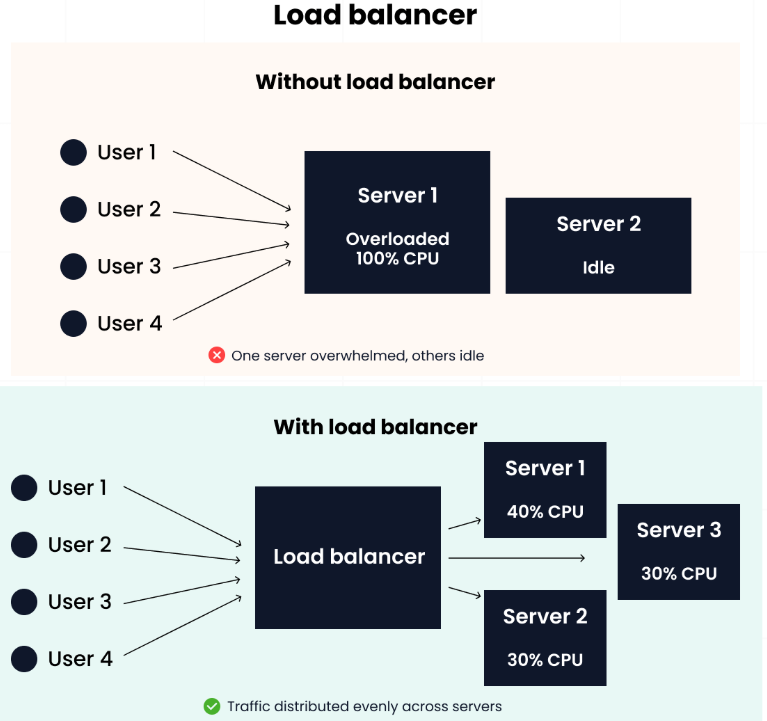 Load balancer
Without load balancer
User 1
User 2
User 3
User 4
Server 1
Overloaded
100% CPU
Server 2
Idle
One server overwhelmed, others idle
With load balancer
User 1
User 2
User 3
User 4
Load balancer
Server 1
40% CPU
Server 3
30% CPU
Server 2
30% CPU
Traffic distributed evenly across servers